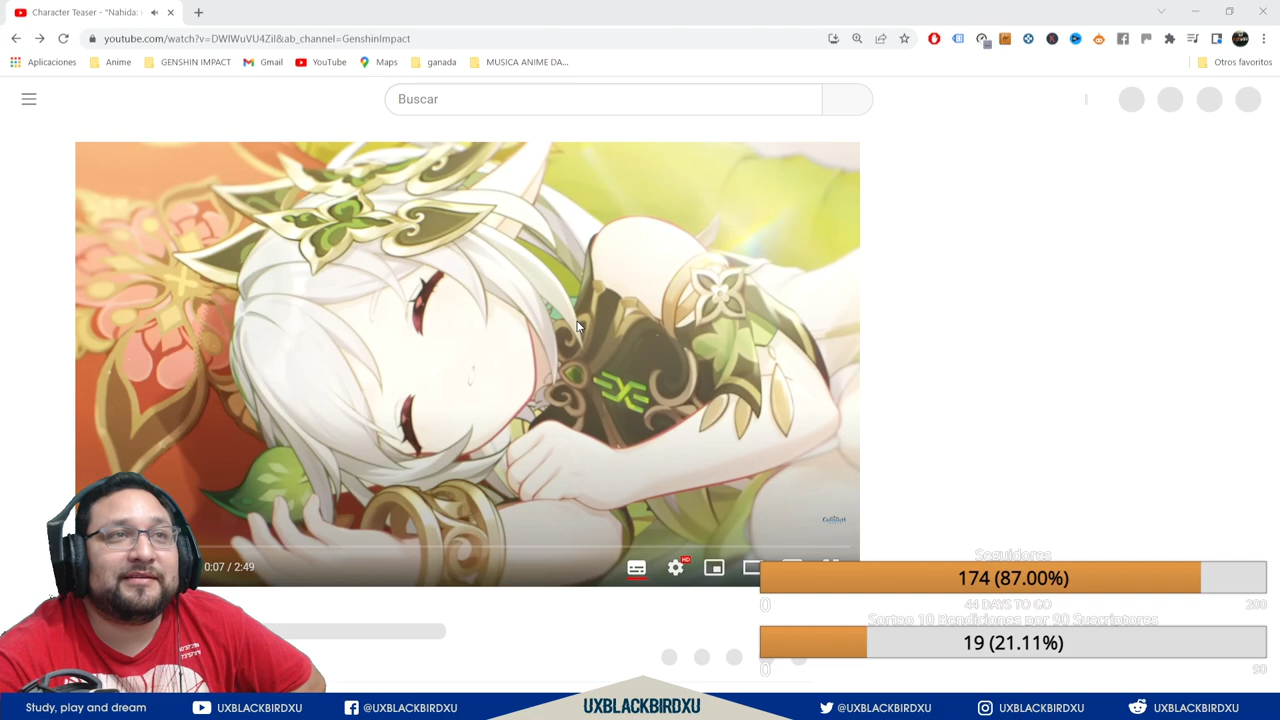 Character Teaser - "Nahida:
youtube.com/watch?v=DWlWuVU4ZiI&ab_channel=GenshinImpact
Aplicaciones Anime GENSHIN IMPACT Gmail YouTube Maps ganada MUSICA ANIME DA... Otros favoritos
Buscar
Genshin
0:07 / 2:49
HD
Seguidores
174 (87.00%)
0 44 DAYS TO GO 200
Sorteo 10 Bendiciones por 90 Suscriptores
19 (21.11%)
0 90
Study, play and dream UXBLACKBIRDXU @UXBLACKBIRDXU UXBLACKBIRDXU @UXBLACKBIRDXU UXBLACKBIRDXU UXBLACKBIRDXU